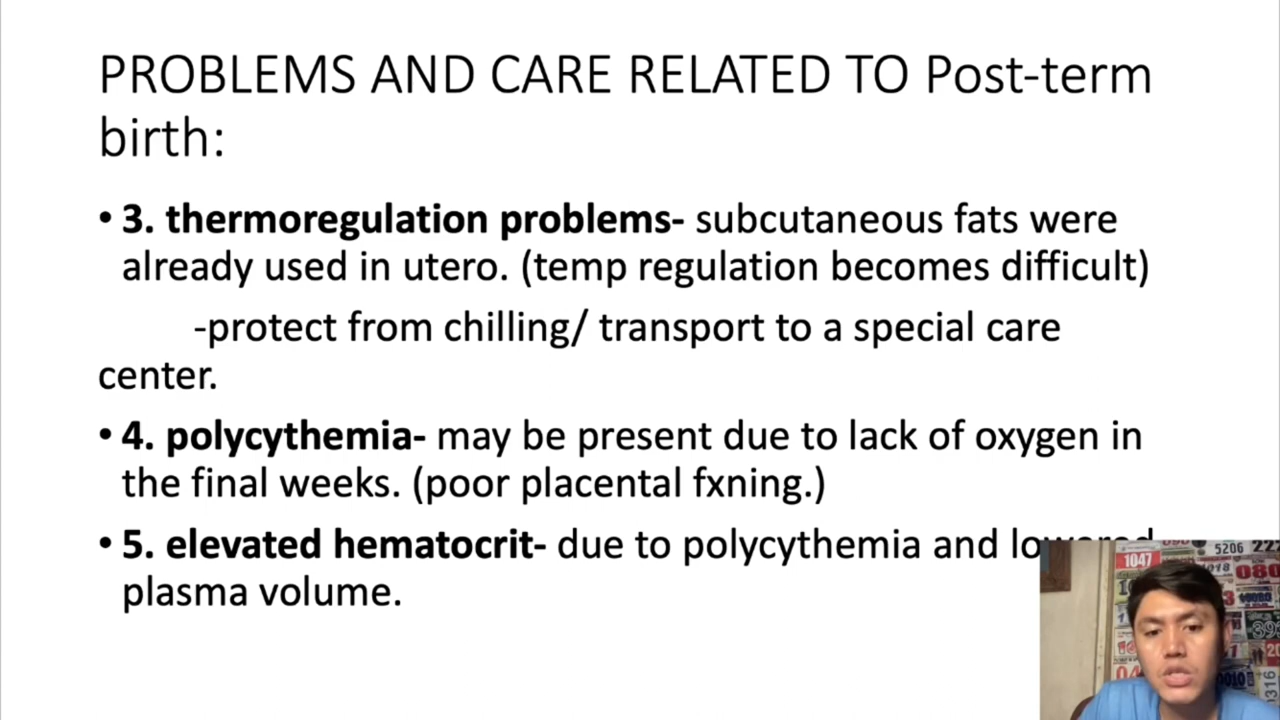 PROBLEMS AND CARE RELATED TO Post-term
birth:
• 3. thermoregulation problems- subcutaneous fats were
already used in utero. (temp regulation becomes difficult)
-protect from chilling/ transport to a special care
center.
• 4. polycythemia- may be present due to lack of oxygen in
the final weeks. (poor placental fxning.)
• 5. elevated hematocrit- due to polycythemia and lowered
plasma volume.
5206
1047